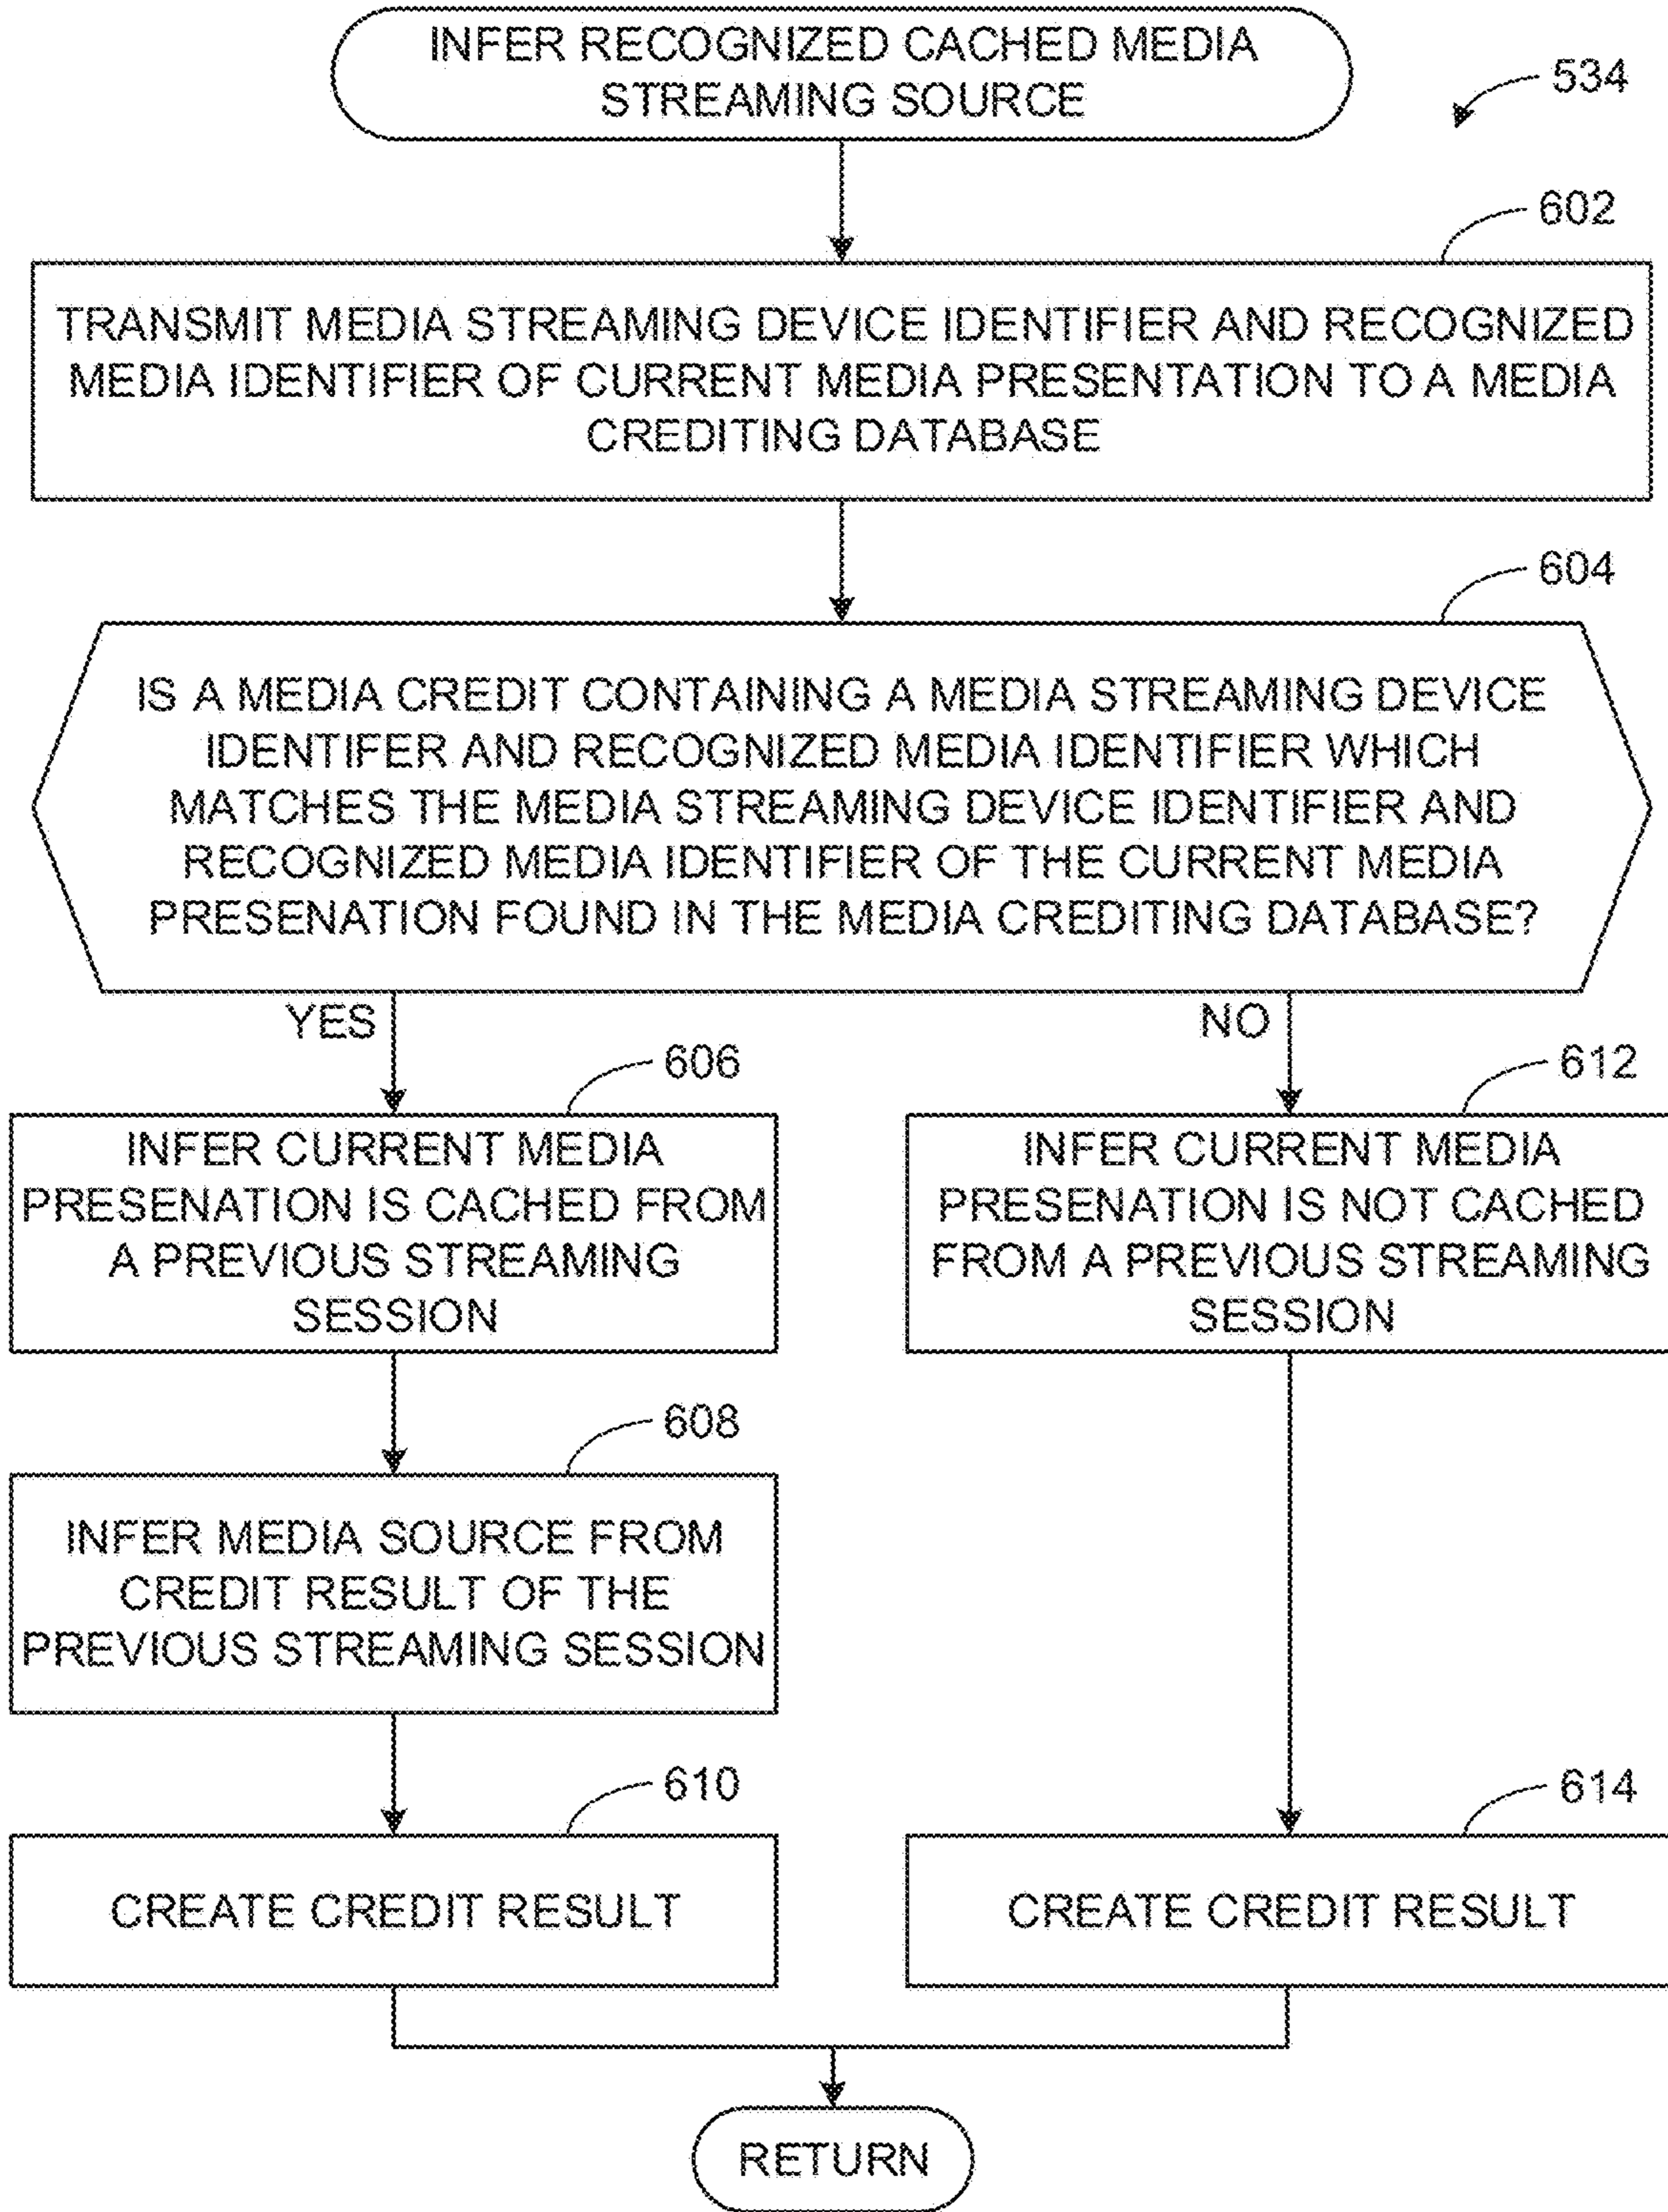 INFER RECOGNIZED CACHED MEDIA
STREAMING SOURCE
534
602
TRANSMIT MEDIA STREAMING DEVICE IDENTIFIER AND RECOGNIZED
MEDIA IDENTIFIER OF CURRENT MEDIA PRESENTATION TO A MEDIA
CREDITING DATABASE
604
IS A MEDIA CREDIT CONTAINING A MEDIA STREAMING DEVICE
IDENTIFER AND RECOGNIZED MEDIA IDENTIFIER WHICH
MATCHES THE MEDIA STREAMING DEVICE IDENTIFIER AND
RECOGNIZED MEDIA IDENTIFIER OF THE CURRENT MEDIA
PRESENATION FOUND IN THE MEDIA CREDITING DATABASE?
YES
NO
606
INFER CURRENT MEDIA
PRESENATION IS CACHED FROM
A PREVIOUS STREAMING
SESSION
612
INFER CURRENT MEDIA
PRESENATION IS NOT CACHED
FROM A PREVIOUS STREAMING
SESSION
608
INFER MEDIA SOURCE FROM
CREDIT RESULT OF THE
PREVIOUS STREAMING SESSION
610
CREATE CREDIT RESULT
614
CREATE CREDIT RESULT
RETURN